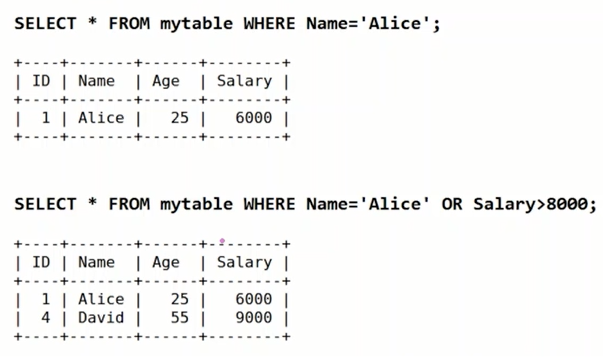 SELECT * FROM mytable WHERE Name='Alice';
+----+-------+------+--------+
| ID | Name  | Age  | Salary |
+----+-------+------+--------+
|  1 | Alice |   25 |   6000 |
+----+-------+------+--------+
SELECT * FROM mytable WHERE Name='Alice' OR Salary>8000;
+----+-------+------+--------+
| ID | Name  | Age  | Salary |
+----+-------+------+--------+
|  1 | Alice |   25 |   6000 |
|  4 | David |   55 |   9000 |
+----+-------+------+--------+